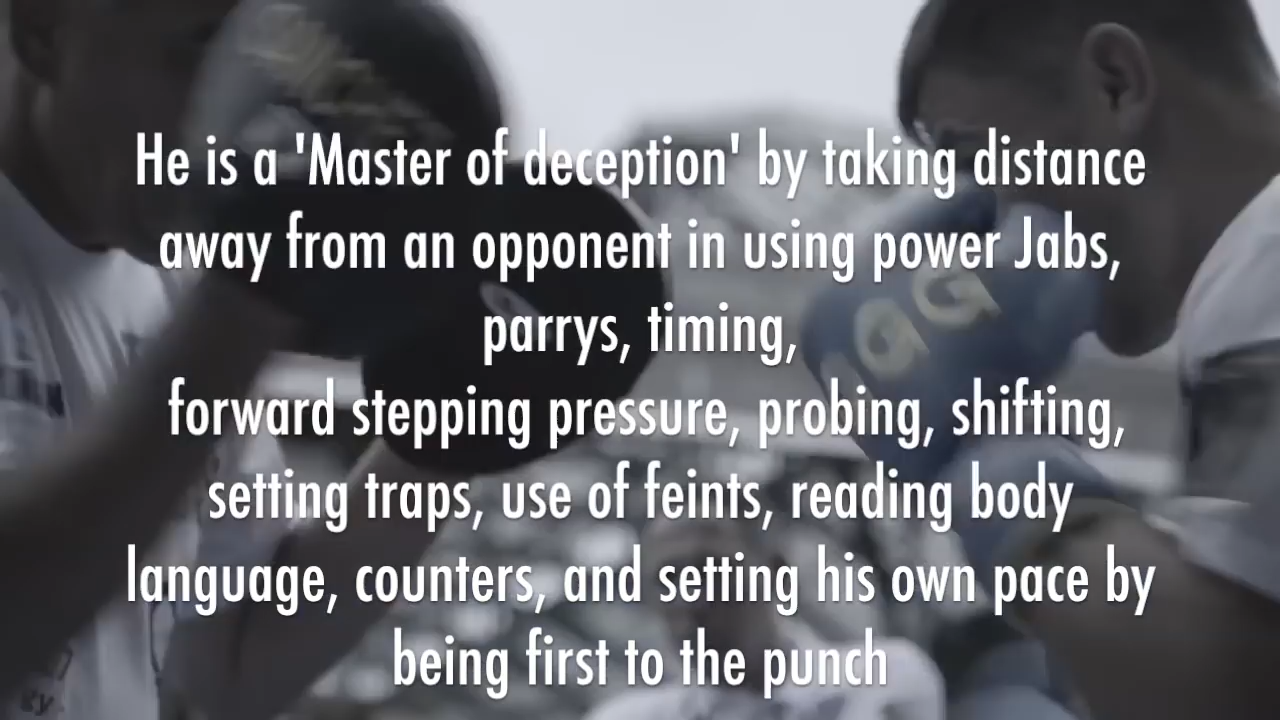 He is a 'Master of deception' by taking distance
away from an opponent in using power Jabs,
parrys, timing,
forward stepping pressure, probing, shifting,
setting traps, use of feints, reading body
language, counters, and setting his own pace by
being first to the punch
GG